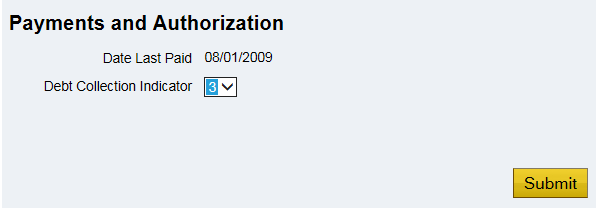 Payments and Authorization
Date Last Paid 08/01/2009
Debt Collection Indicator 3
Submit